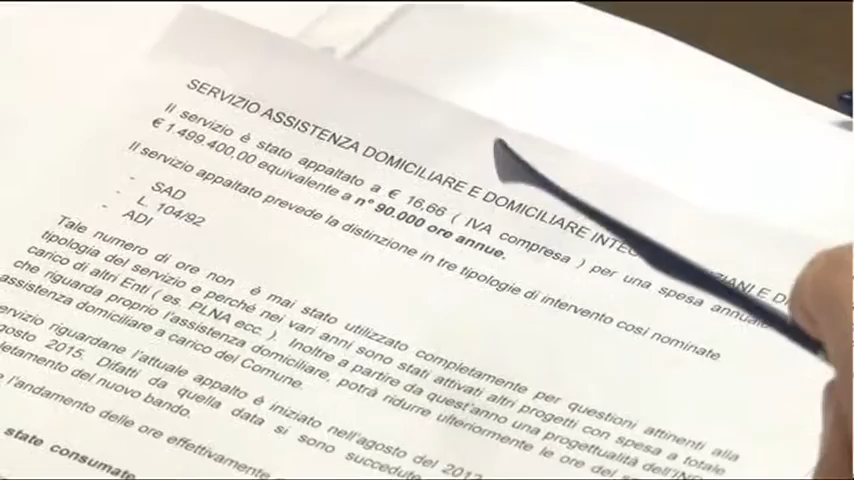 SERVIZIO ASSISTENZA DOMICILIARE E DOMICILIARE E D
Il servizio è stato appaltato a € 16,66 ( IVA compresa ) per una spesa annuale
€ 1.499.400,00 equivalente a n° 90.000 ore annue.
Il servizio appaltato prevede la distinzione in tre tipologie di intervento così nominate
- SAD
- L. 104/92
- ADI
Tale numero di ore non è mai stato utilizzato completamente per questioni attinenti alla
tipologia del servizio e perché nei vari anni sono stati attivati altri progetti con spesa a totale
carico di altri Enti ( es. PLNA ecc. ). Inoltre a partire da quest'anno una progettualità dell'
che riguarda proprio l'assistenza domiciliare, potrà ridurre ulteriormente le ore del
assistenza domiciliare a carico del Comune.
riguardane l'attuale appalto è iniziato nell'agosto del 2012
2015. Difatti da quella data si sono succedute
del nuovo bando.
l'andamento delle ore effettivamente
state consumate